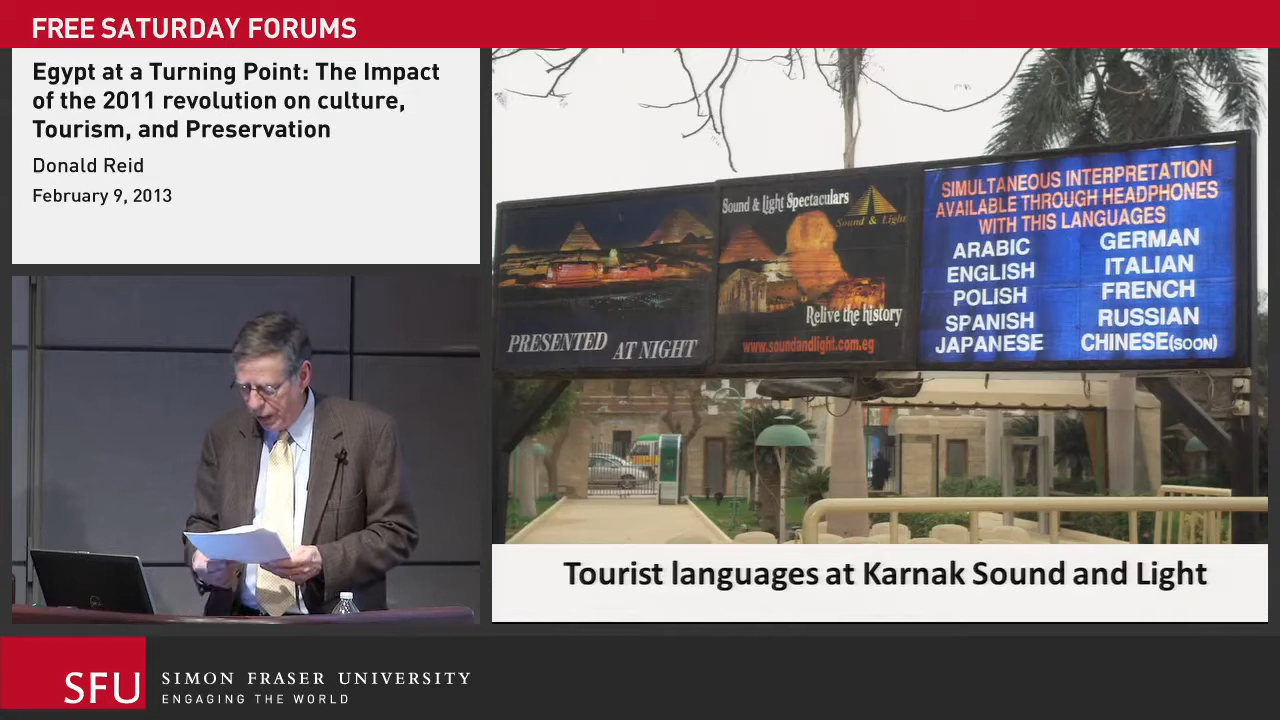 FREE SATURDAY FORUMS
Egypt at a Turning Point: The Impact
of the 2011 revolution on culture,
Tourism, and Preservation
Donald Reid
February 9, 2013
PRESENTED AT NIGHT
Sound & Light Spectaculars
Sound & Light
Relive the history
www.soundandlight.com.eg
SIMULTANEOUS INTERPRETATION
AVAILABLE THROUGH HEADPHONES
WITH THIS LANGUAGES
ARABIC
ENGLISH
POLISH
SPANISH
JAPANESE
GERMAN
ITALIAN
FRENCH
RUSSIAN
CHINESE(SOON)
Tourist languages at Karnak Sound and Light
SFU
SIMON FRASER UNIVERSITY
ENGAGING THE WORLD